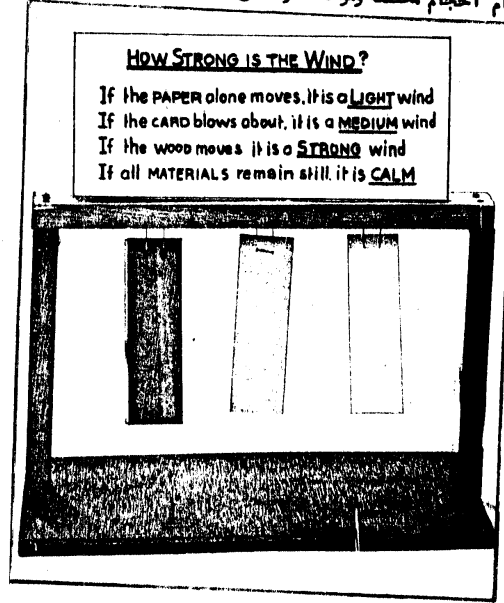 HOW STRONG IS THE WIND?
If the PAPER alone moves, it is a LIGHT wind
If the CARD blows about, it is a MEDIUM wind
If the WOOD moves it is a STRONG wind
If all MATERIALS remain still, it is CALM